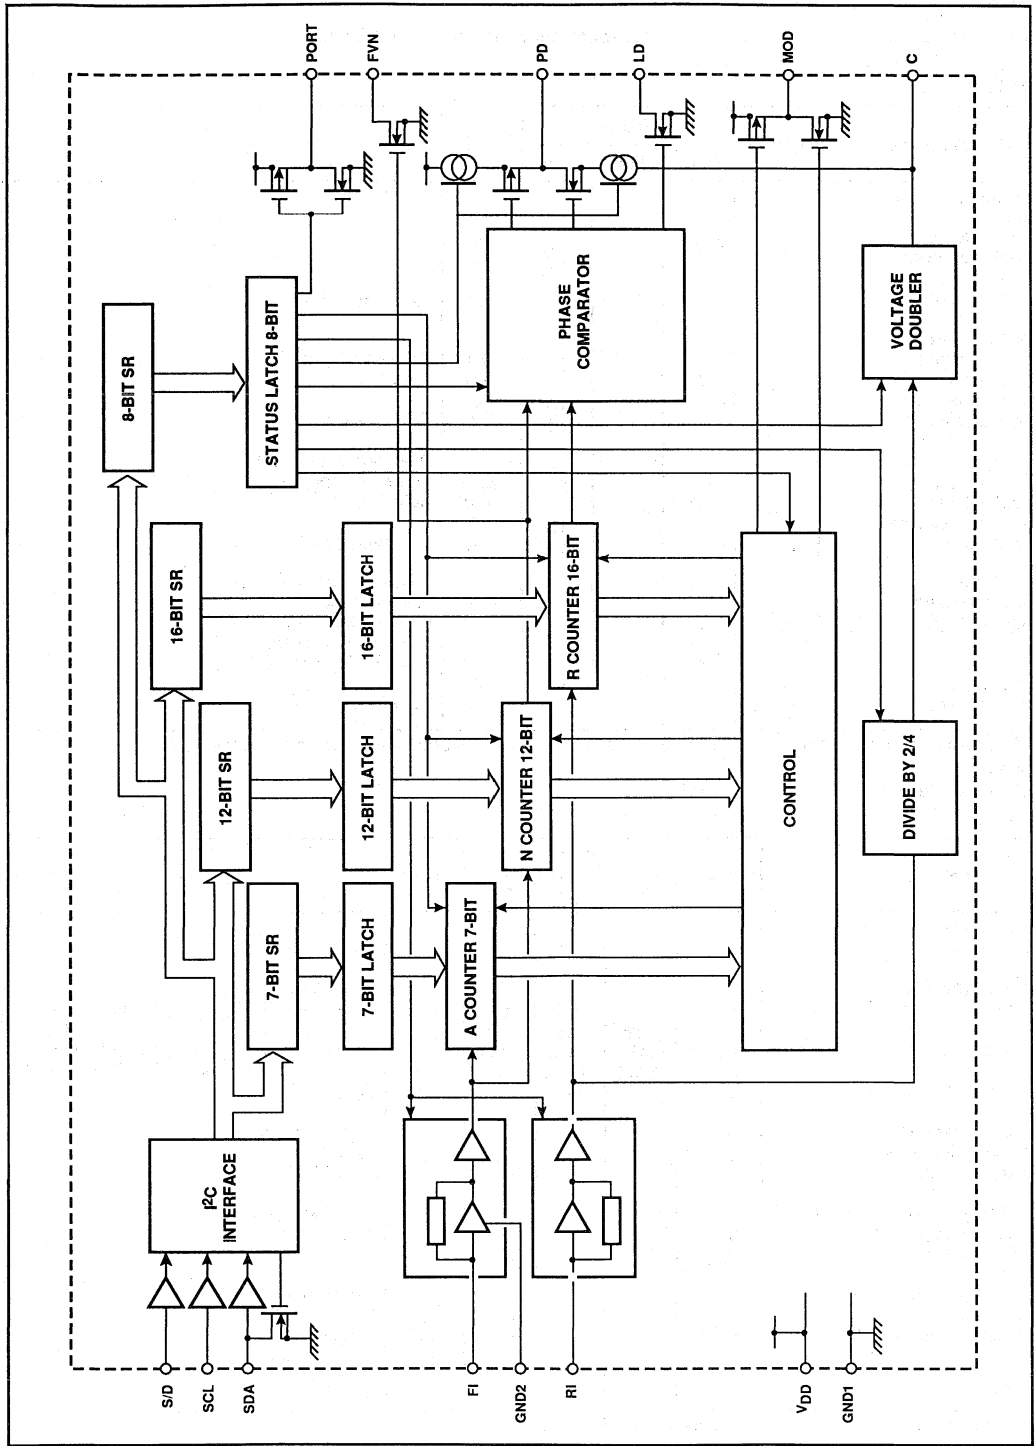 PORT
FVN
PD
LD
MOD
C
8-BIT SR
STATUS LATCH 8-BIT
PHASE
COMPARATOR
VOLTAGE
DOUBLER
16-BIT SR
16-BIT LATCH
R COUNTER 16-BIT
12-BIT SR
12-BIT LATCH
N COUNTER 12-BIT
CONTROL
DIVIDE BY 2/4
7-BIT SR
7-BIT LATCH
A COUNTER 7-BIT
I²C
INTERFACE
S/D
SCL
SDA
FI
GND2
RI
VDD
GND1